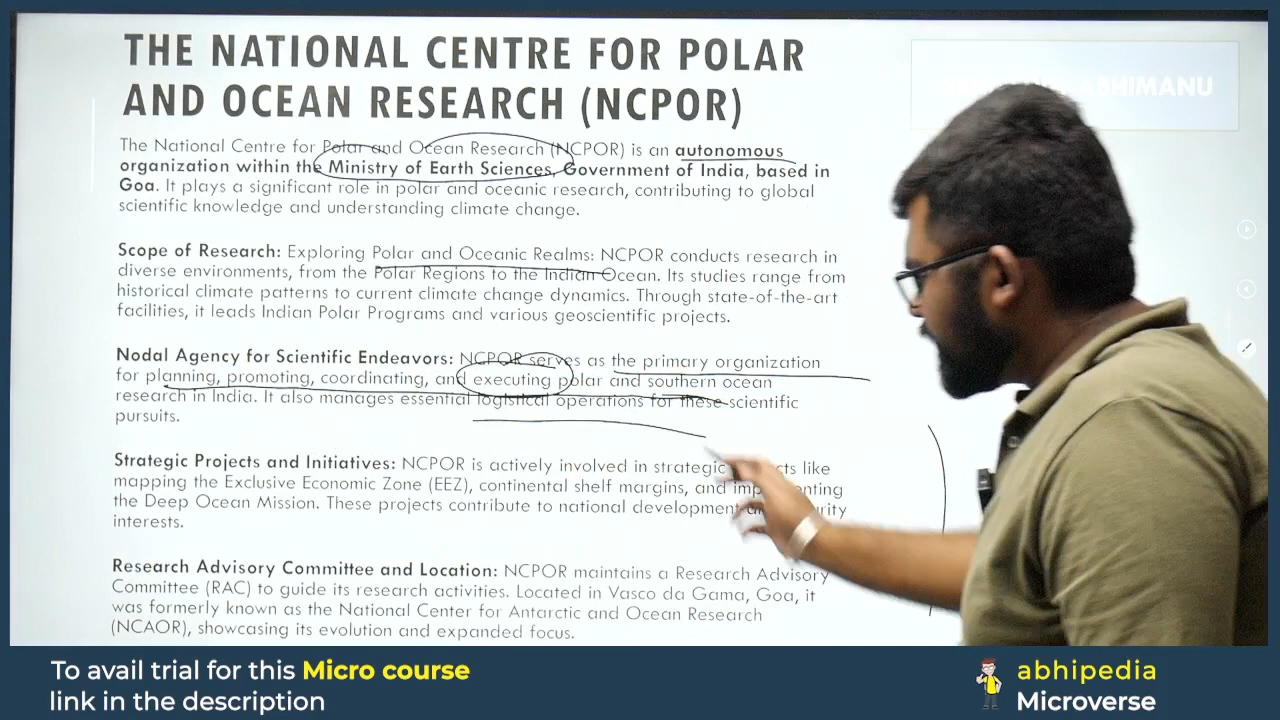 THE NATIONAL CENTRE FOR POLAR
AND OCEAN RESEARCH (NCPOR)
ABHIMANU
The National Centre for Polar and Ocean Research (NCPOR) is an autonomous
organization within the Ministry of Earth Sciences, Government of India, based in
Goa. It plays a significant role in polar and oceanic research, contributing to global
scientific knowledge and understanding climate change.
Scope of Research: Exploring Polar and Oceanic Realms: NCPOR conducts research in
diverse environments, from the Polar Regions to the Indian Ocean. Its studies range from
historical climate patterns to current climate change dynamics. Through state-of-the-art
facilities, it leads Indian Polar Programs and various geoscientific projects.
Nodal Agency for Scientific Endeavors: NCPOR serves as the primary organization
for planning, promoting, coordinating, and executing polar and southern ocean
research in India. It also manages essential logistical operations for these scientific
pursuits.
Strategic Projects and Initiatives: NCPOR is actively involved in strategic like
mapping the Exclusive Economic Zone (EEZ), continental shelf margins, and
the Deep Ocean Mission. These projects contribute to national development
interests.
Research Advisory Committee and Location: NCPOR maintains a Research Advisory
Committee (RAC) to guide its research activities. Located in Vasco da Gama, Goa, it
was formerly known as the National Center for Antarctic and Ocean Research
(NCAOR), showcasing its evolution and expanded focus.
To avail trial for this Micro course
link in the description
abhipedia
Microverse